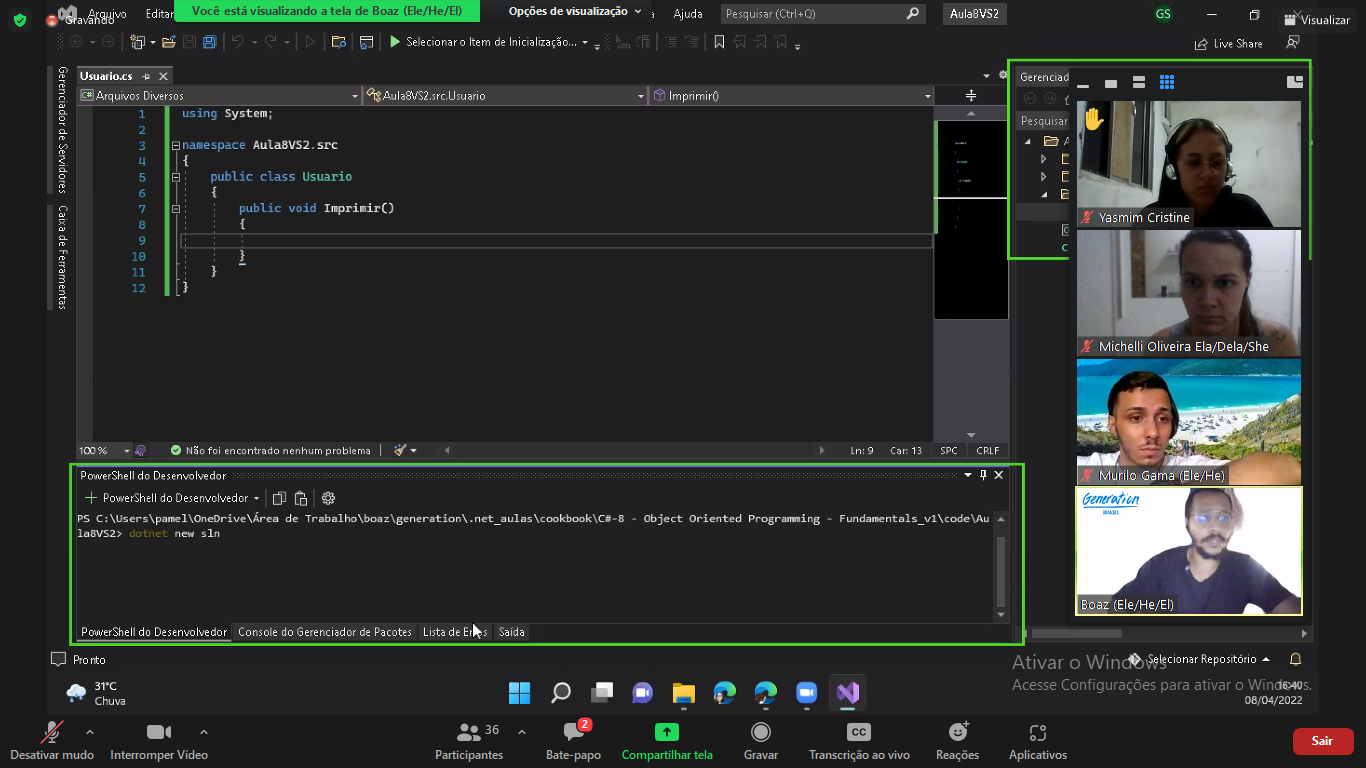 Você está visualizando a tela de Boaz (Ele/He/El)
Opções de visualização
Gravando
Arquivo
Editar
Ajuda
Pesquisar (Ctrl+Q)
Aula8VS2
GS
Visualizar
Selecionar o Item de Inicialização...
Live Share
Gerenciador de Servidores
Caixa de Ferramentas
Usuario.cs
Arquivos Diversos
Aula8VS2.src.Usuario
Imprimir()
1 using System;
2
3 namespace Aula8VS2.src
4 {
5 public class Usuario
6 {
7 public void Imprimir()
8 {
9
10 }
11 }
12 }
Gerenciad
Pesquisar
Yasmim Cristine
Michelli Oliveira Ela/Dela/She
Murilo Gama (Ele/He)
Generation
BRASIL
Boaz (Ele/He/El)
100 %
Não foi encontrado nenhum problema
Ln: 9
Car: 13
SPC
CRLF
PowerShell do Desenvolvedor
PowerShell do Desenvolvedor
PS C:\Users\pamel\OneDrive\Área de Trabalho\boaz\generation\.net_aulas\cookbook\C#-8 - Object Oriented Programming - Fundamentals_v1\code\Au
la8VS2> dotnet new sln
PowerShell do Desenvolvedor
Console do Gerenciador de Pacotes
Lista de
Saída
Pronto
Selecionar Repositório
Ativar o Windows
Acesse Configurações para ativar o Windows.
31°C
Chuva
16:40
08/04/2022
Desativar mudo
Interromper Vídeo
36
Participantes
2
Bate-papo
Compartilhar tela
Gravar
CC
Transcrição ao vivo
Reações
Aplicativos
Sair